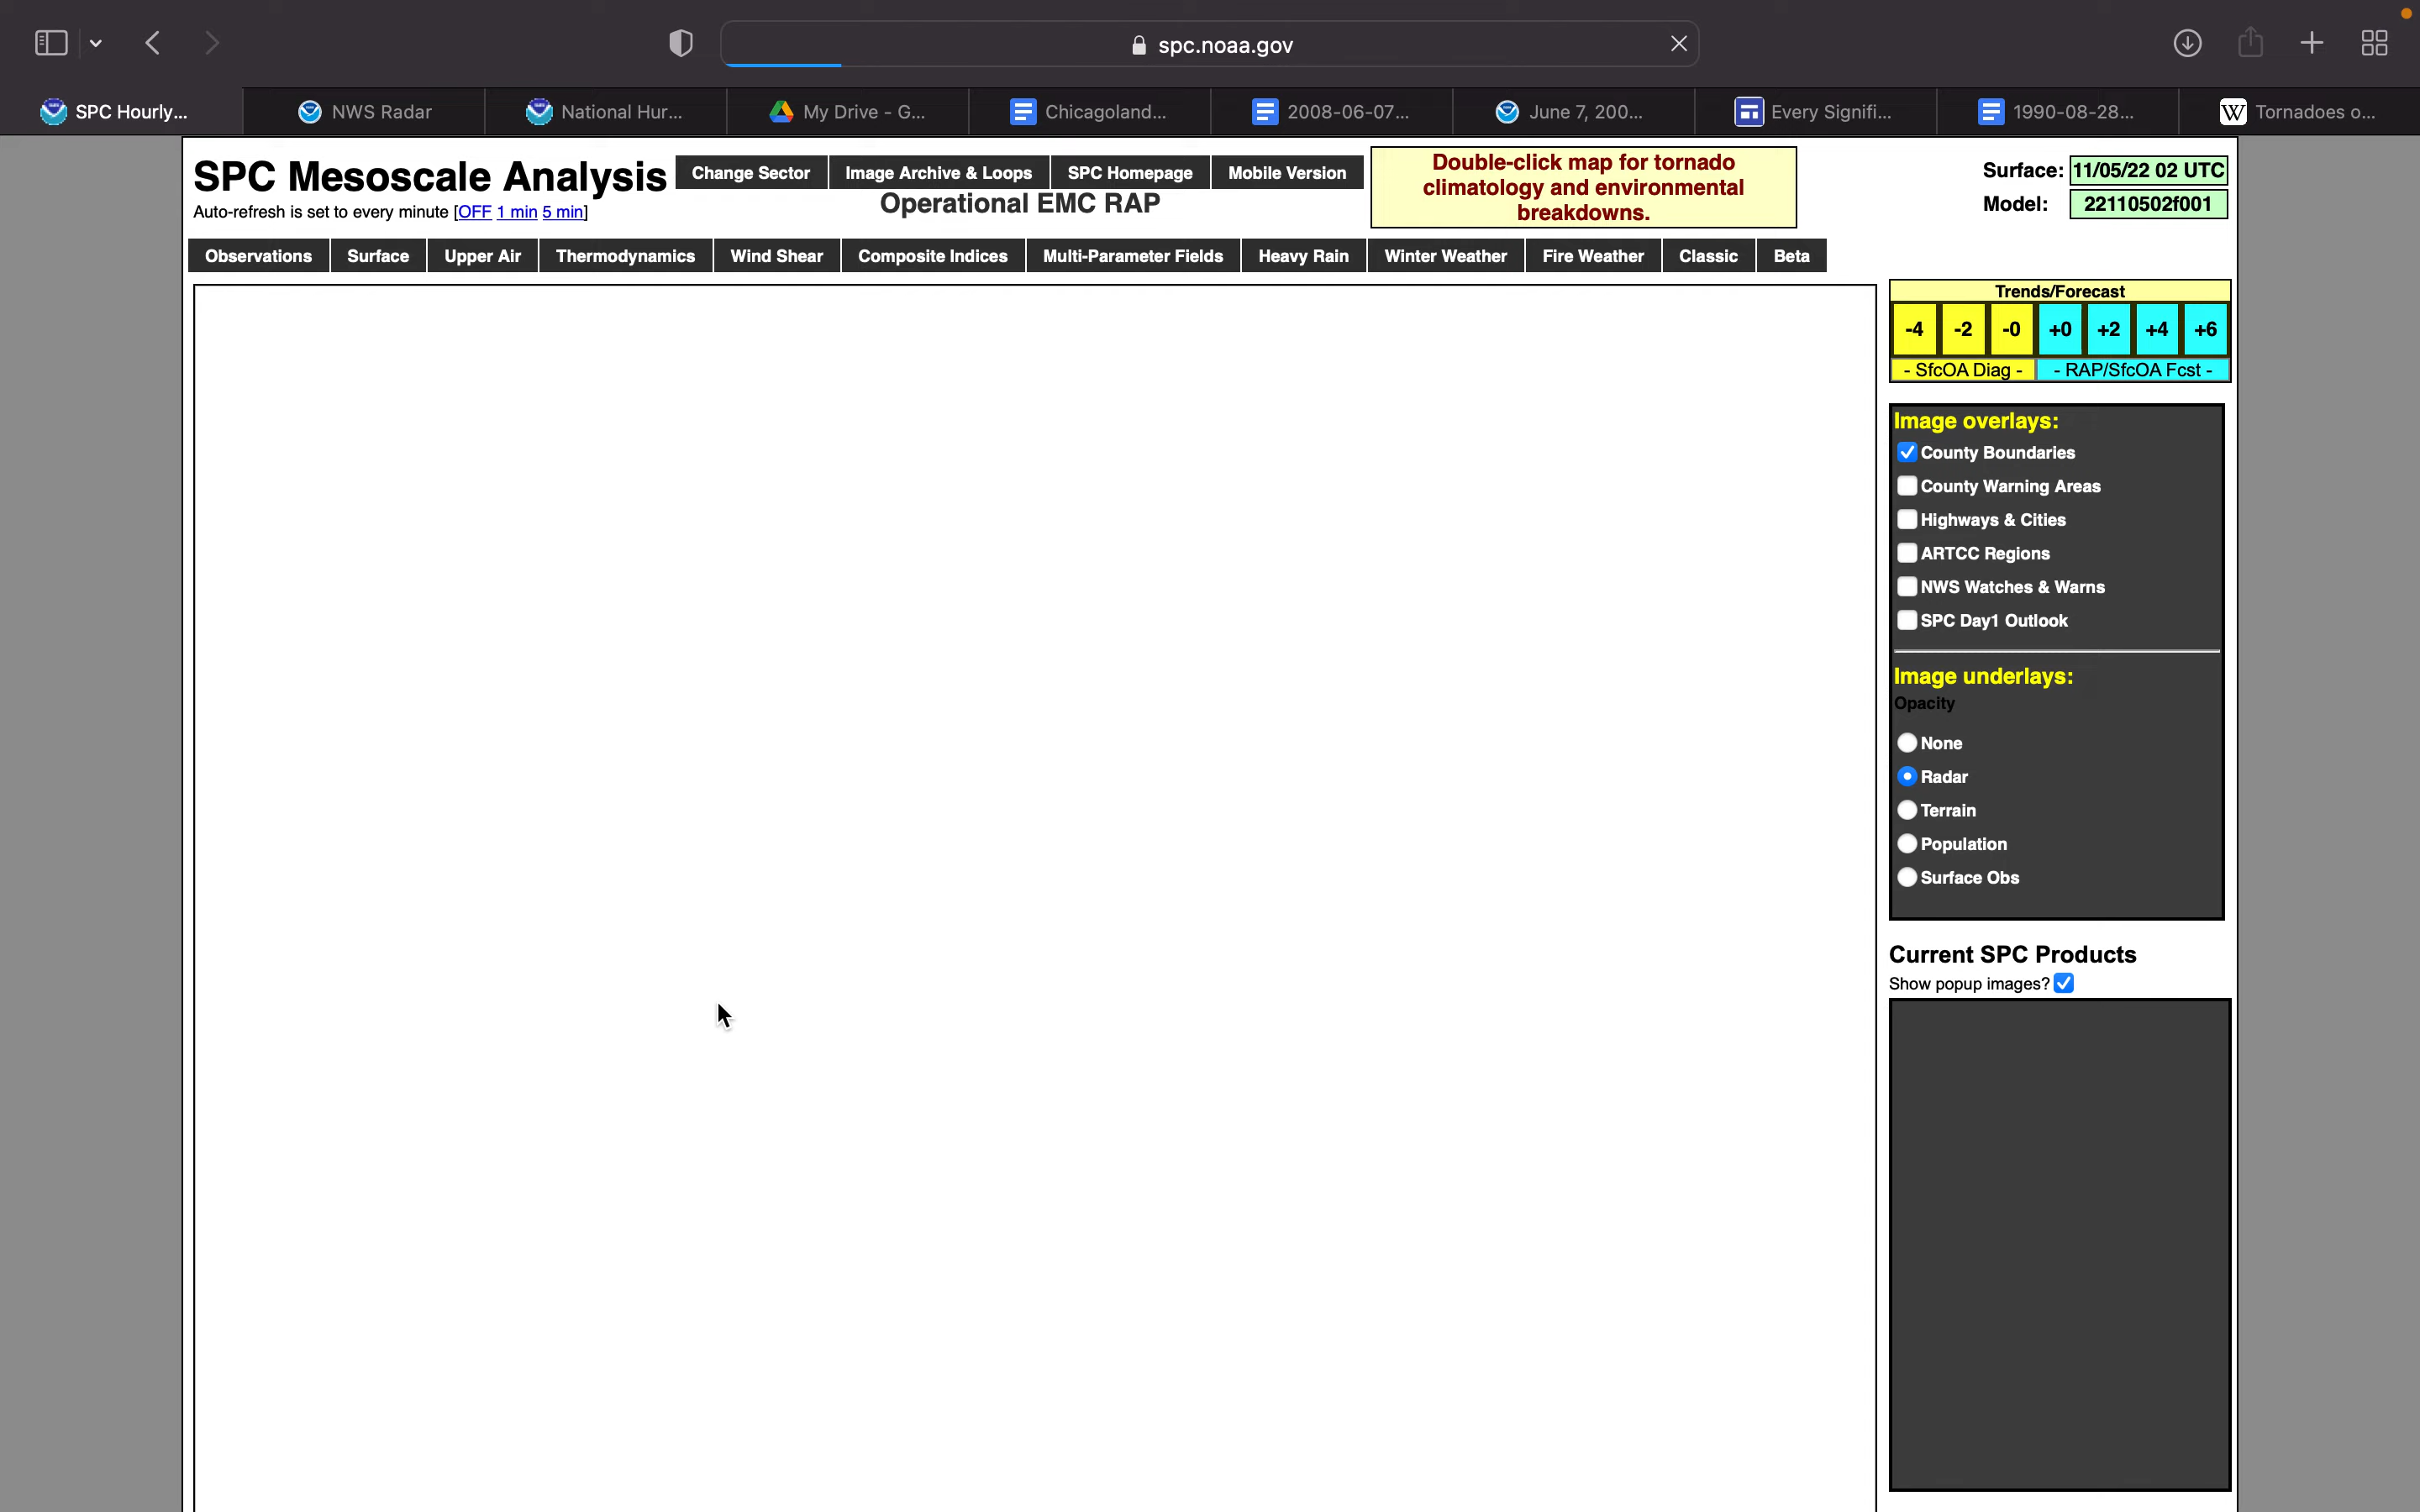 spc.noaa.gov
SPC Hourly...
NWS Radar
National Hur...
My Drive - G...
Chicagoland...
2008-06-07...
June 7, 200...
Every Signifi...
1990-08-28...
W Tornadoes o...
SPC Mesoscale Analysis
Change Sector
Image Archive & Loops
SPC Homepage
Mobile Version
Auto-refresh is set to every minute [OFF 1 min 5 min]
Operational EMC RAP
Double-click map for tornado
climatology and environmental
breakdowns.
Surface: 11/05/22 02 UTC
Model: 22110502f001
Observations
Surface
Upper Air
Thermodynamics
Wind Shear
Composite Indices
Multi-Parameter Fields
Heavy Rain
Winter Weather
Fire Weather
Classic
Beta
Trends/Forecast
-4 -2 -0 +0 +2 +4 +6
- SfcOA Diag - - RAP/SfcOA Fcst -
Image overlays:
County Boundaries
County Warning Areas
Highways & Cities
ARTCC Regions
NWS Watches & Warns
SPC Day1 Outlook
Image underlays:
Opacity
None
Radar
Terrain
Population
Surface Obs
Current SPC Products
Show popup images?